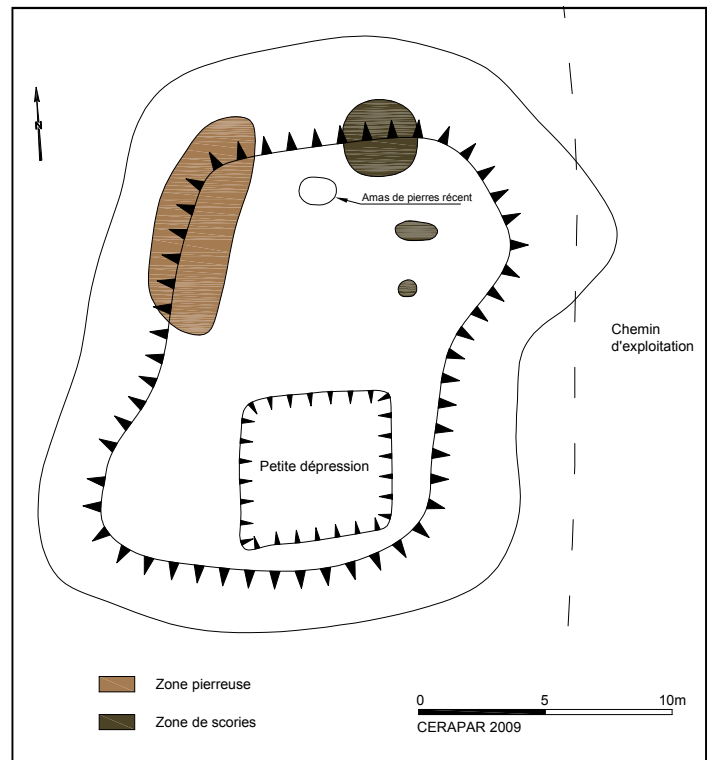 N
Amas de pierres récent
Chemin
d'exploitation
Petite dépression
Zone pierreuse
Zone de scories
0 5 10m
CERAPAR 2009